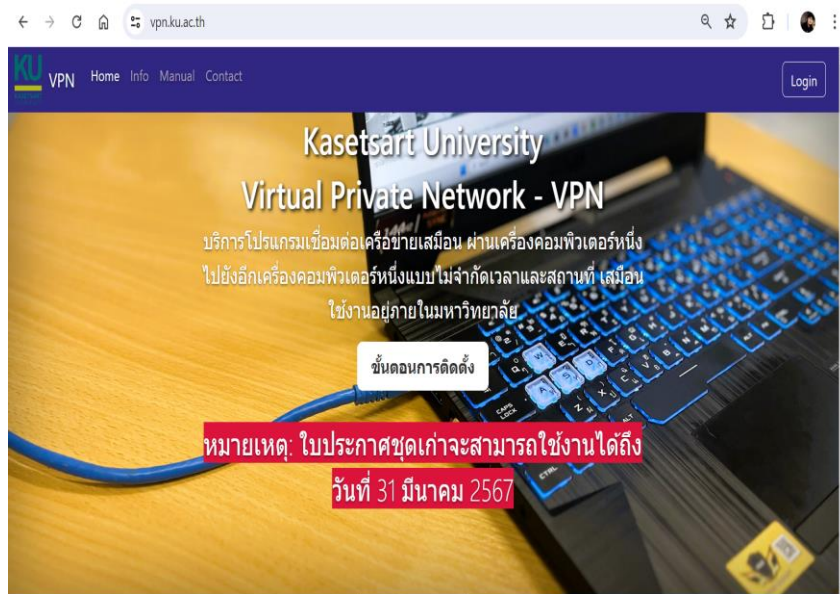 vpn.ku.ac.th
KU VPN Home Info Manual Contact Login
Kasetsart University
Virtual Private Network - VPN
บริการโปรแกรมเชื่อมต่อเครือข่ายเสมือน ผ่านเครื่องคอมพิวเตอร์หนึ่ง
ไปยังอีกเครื่องคอมพิวเตอร์หนึ่งแบบไม่จำกัดเวลาและสถานที่ เสมือน
ใช้งานอยู่ภายในมหาวิทยาลัย
ขั้นตอนการติดตั้ง
หมายเหตุ: ใบประกาศชุดเก่าจะสามารถใช้งานได้ถึง
วันที่ 31 มีนาคม 2567